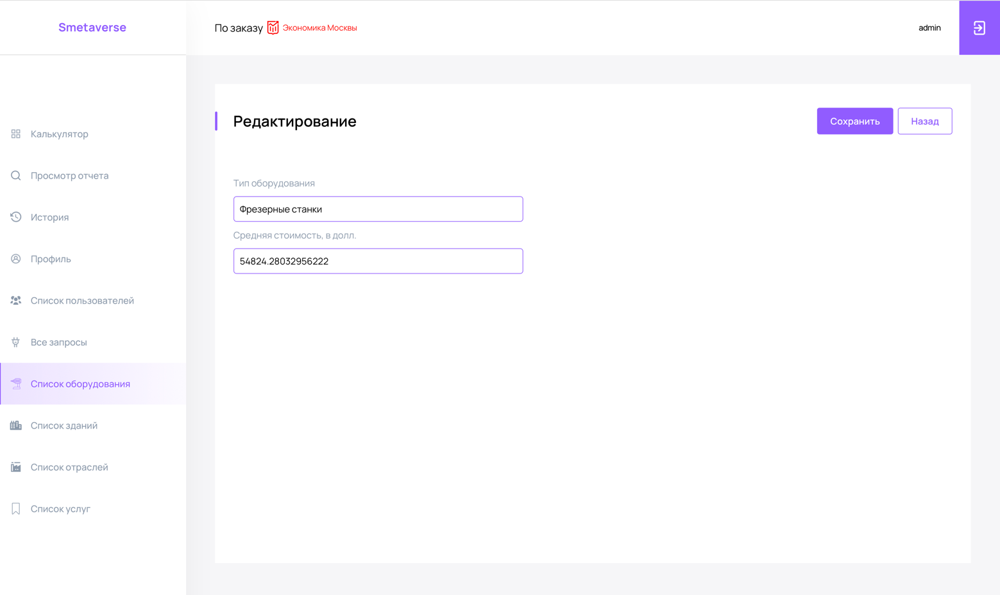 Smetaverse
По заказу Экономика Москвы
admin
Калькулятор
Просмотр отчета
История
Профиль
Список пользователей
Все запросы
Список оборудования
Список зданий
Список отраслей
Список услуг
Редактирование
Сохранить
Назад
Тип оборудования
Фрезерные станки
Средняя стоимость, в долл.
54824.28032956222